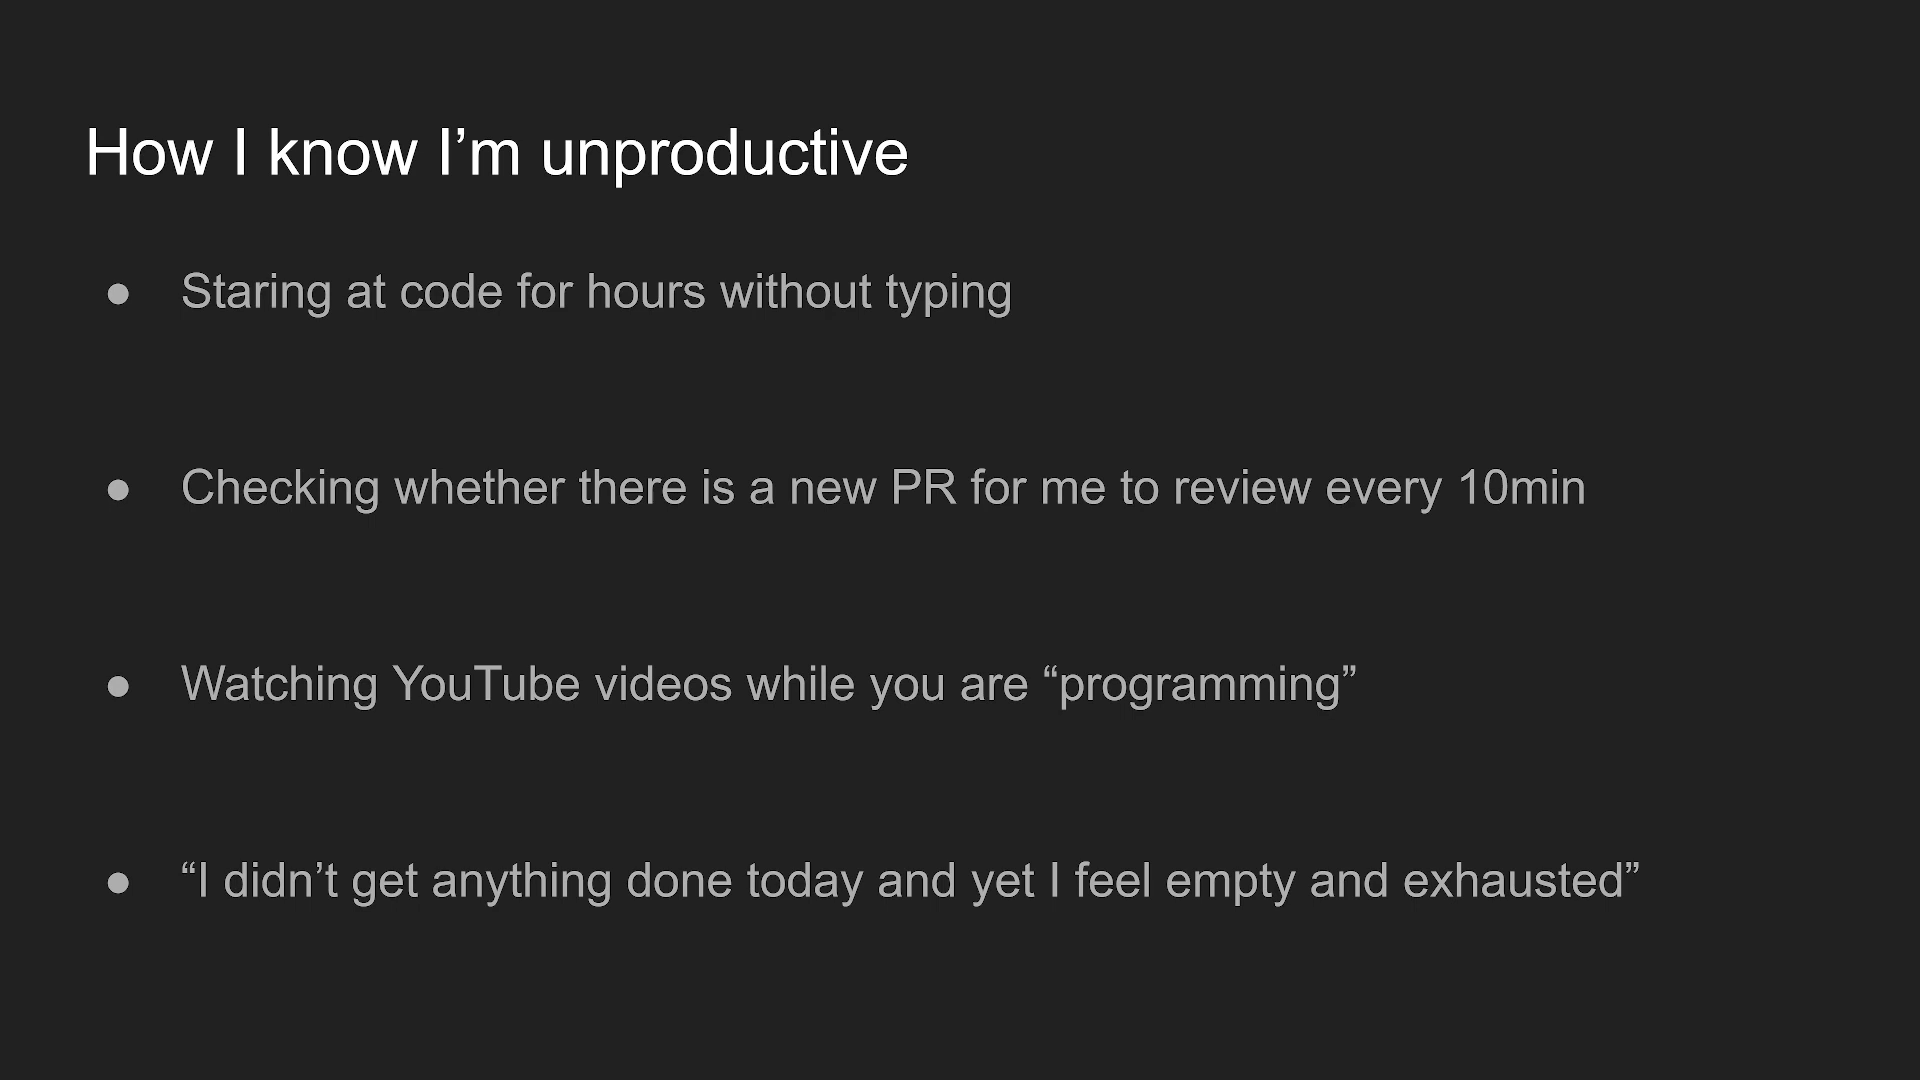 How I know I’m unproductive
● Staring at code for hours without typing
● Checking whether there is a new PR for me to review every 10min
● Watching YouTube videos while you are “programming”
● “I didn’t get anything done today and yet I feel empty and exhausted”